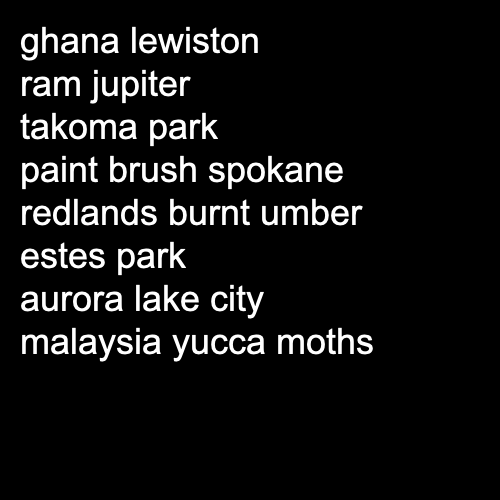 ghana lewiston
ram jupiter
takoma park
paint brush spokane
redlands burnt umber
estes park
aurora lake city
malaysia yucca moths